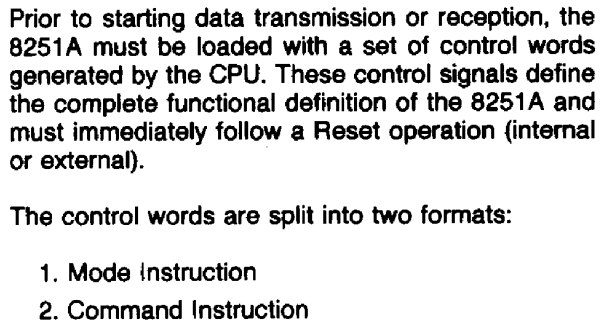 Prior to starting data transmission or reception, the
8251A must be loaded with a set of control words
generated by the CPU. These control signals define
the complete functional definition of the 8251A and
must immediately follow a Reset operation (internal
or external).
The control words are split into two formats:
1. Mode Instruction
2. Command Instruction